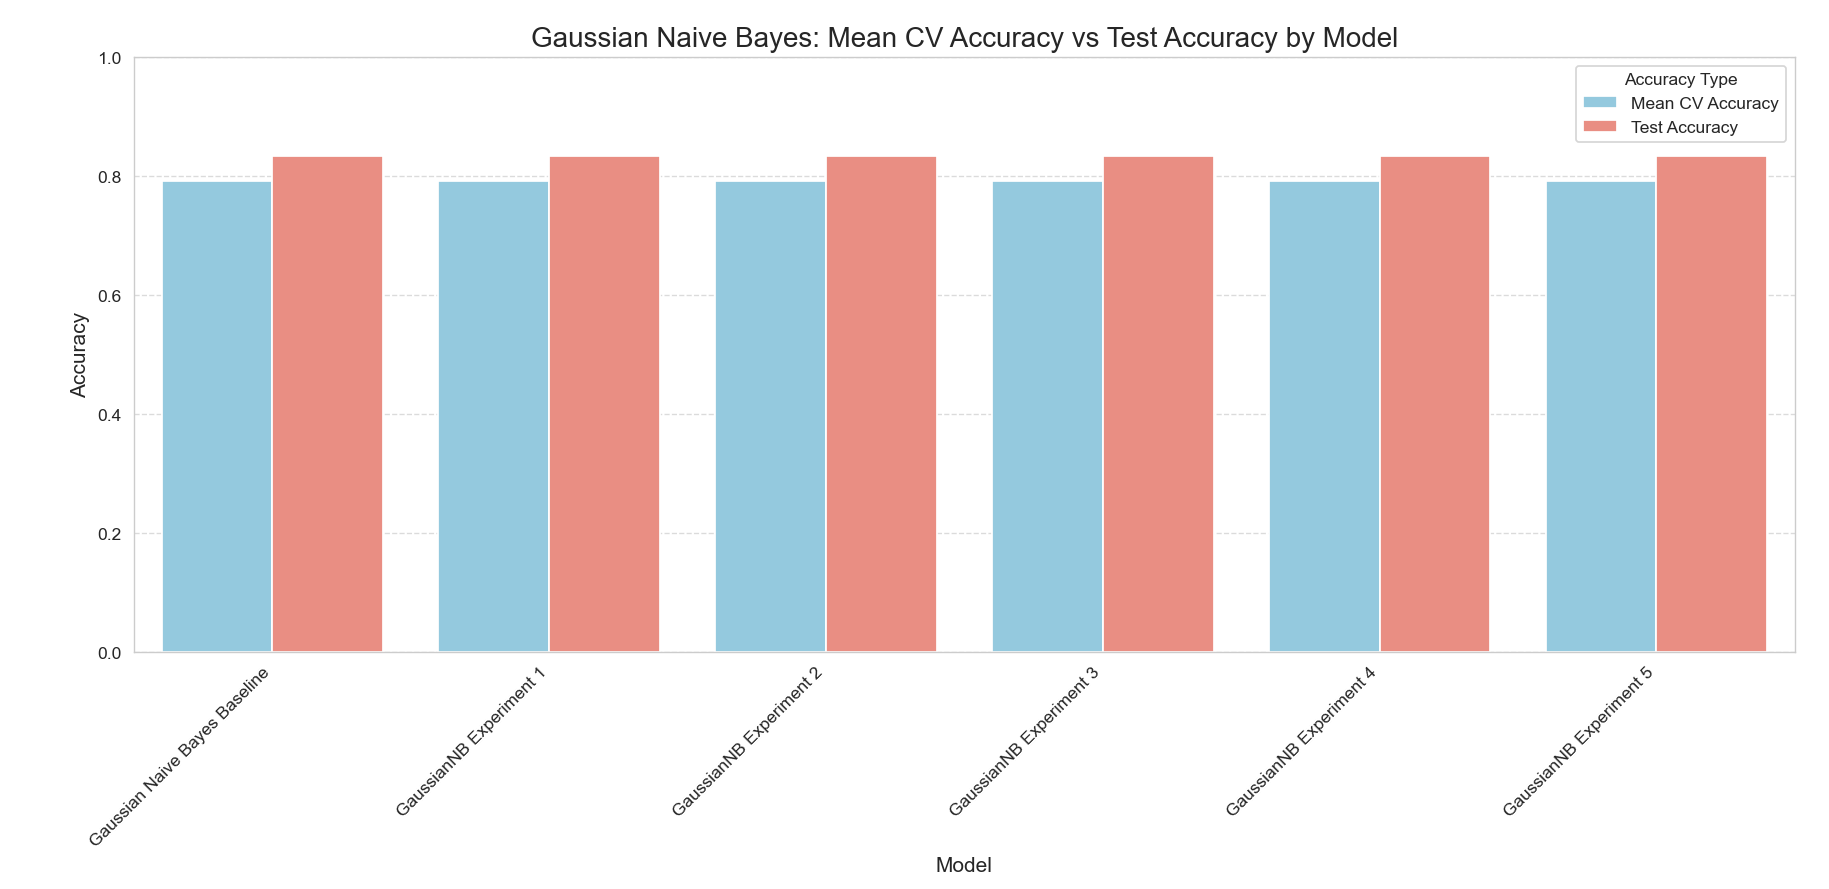 Gaussian Naive Bayes: Mean CV Accuracy vs Test Accuracy by Model
Accuracy Type
Mean CV Accuracy
Test Accuracy
1.0
0.8
0.6
0.4
0.2
0.0
Accuracy
Gaussian Naive Bayes Baseline
GaussianNB Experiment 1
GaussianNB Experiment 2
GaussianNB Experiment 3
GaussianNB Experiment 4
GaussianNB Experiment 5
Model